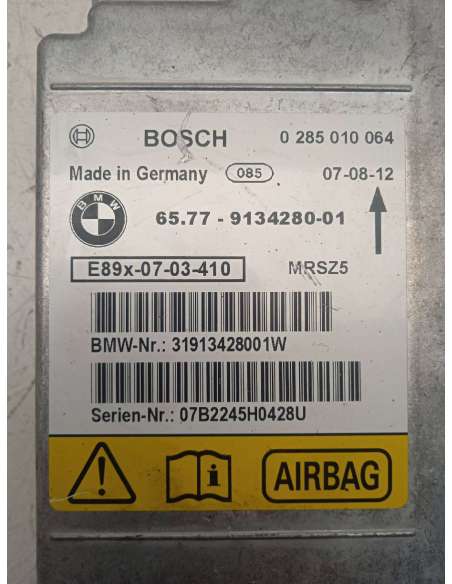 BOSCH 0 285 010 064
Made in Germany 085 07-08-12
BMW 65.77 - 9134280-01
E89x-07-03-410 MRSZ5
BMW-Nr.: 31913428001W
Serien-Nr.: 07B2245H0428U
! i AIRBAG